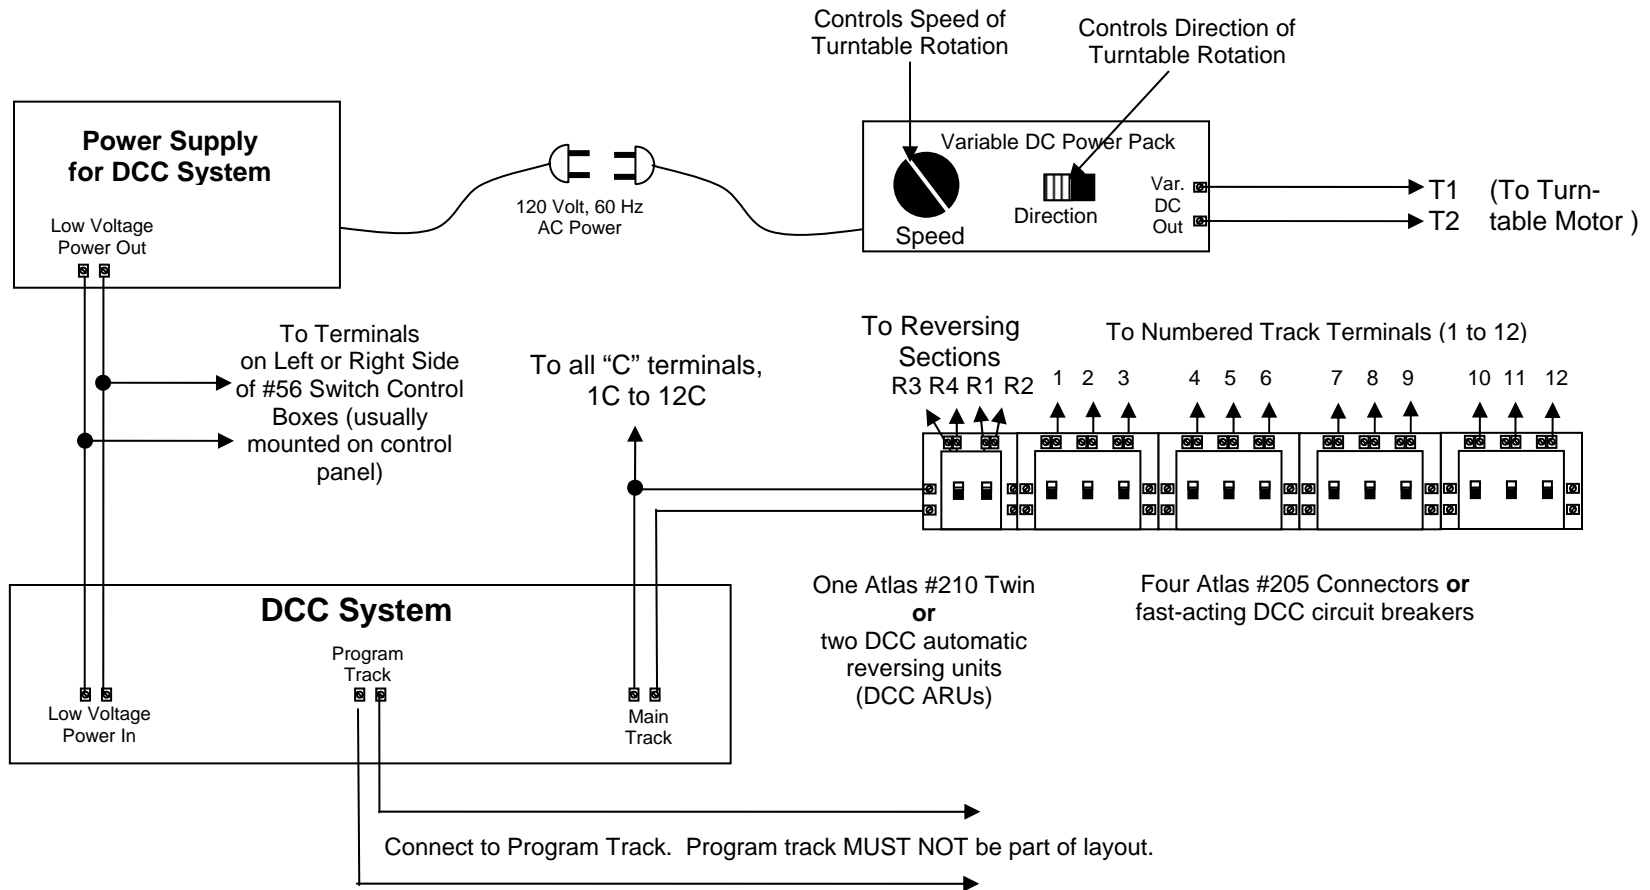 Controls Speed of
Turntable Rotation
Controls Direction of
Turntable Rotation
Power Supply
for DCC System
Low Voltage
Power Out
120 Volt, 60 Hz
AC Power
Variable DC Power Pack
Speed
Direction
Var.
DC
Out
T1 (To Turn-
T2 table Motor )
To Terminals
on Left or Right Side
of #56 Switch Control
Boxes (usually
mounted on control
panel)
To all “C” terminals,
1C to 12C
To Reversing
Sections
R3 R4 R1 R2
To Numbered Track Terminals (1 to 12)
1 2 3 4 5 6 7 8 9 10 11 12
One Atlas #210 Twin
or
two DCC automatic
reversing units
(DCC ARUs)
Four Atlas #205 Connectors or
fast-acting DCC circuit breakers
DCC System
Low Voltage
Power In
Program
Track
Main
Track
Connect to Program Track. Program track MUST NOT be part of layout.